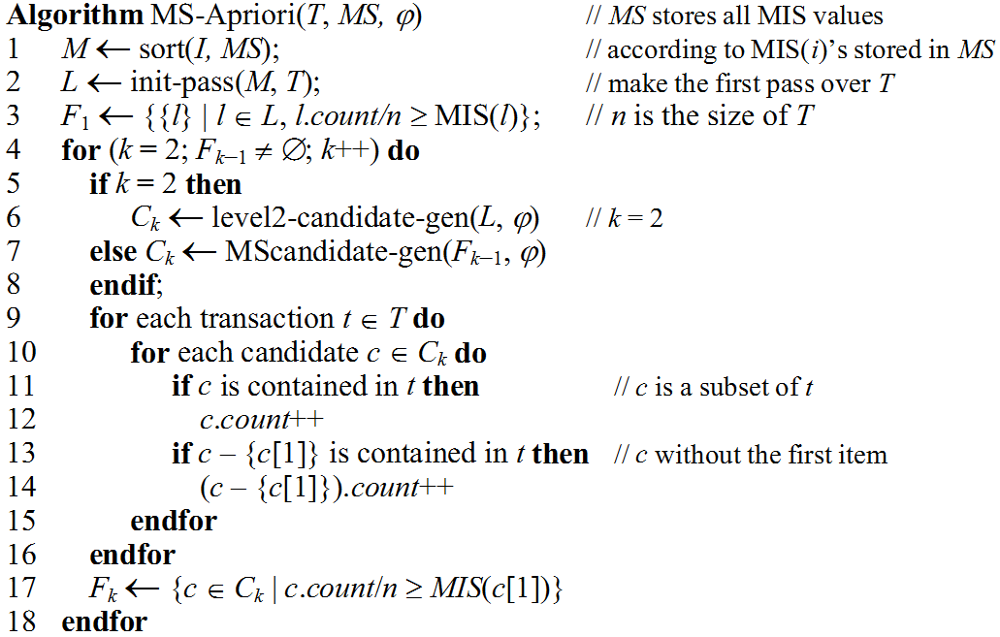 Algorithm MS-Apriori(T, MS, φ) // MS stores all MIS values
1 M ← sort(I, MS); // according to MIS(i)'s stored in MS
2 L ← init-pass(M, T); // make the first pass over T
3 F₁ ← {{l} | l ∈ L, l.count/n ≥ MIS(l)}; // n is the size of T
4 for (k = 2; Fₖ₋₁ ≠ ∅; k++) do
5 if k = 2 then
6 Cₖ ← level2-candidate-gen(L, φ) // k = 2
7 else Cₖ ← MScandidate-gen(Fₖ₋₁, φ)
8 endif;
9 for each transaction t ∈ T do
10 for each candidate c ∈ Cₖ do
11 if c is contained in t then // c is a subset of t
12 c.count++
13 if c – {c[1]} is contained in t then // c without the first item
14 (c – {c[1]}).count++
15 endfor
16 endfor
17 Fₖ ← {c ∈ Cₖ | c.count/n ≥ MIS(c[1])}
18 endfor